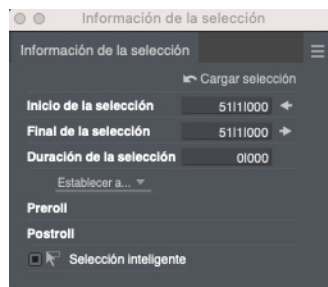 Información de la selección
Información de la selección
Cargar selección
Inicio de la selección 51|1|000
Final de la selección 51|1|000
Duración de la selección 0|000
Establecer a...
Preroll
Postroll
Selección inteligente